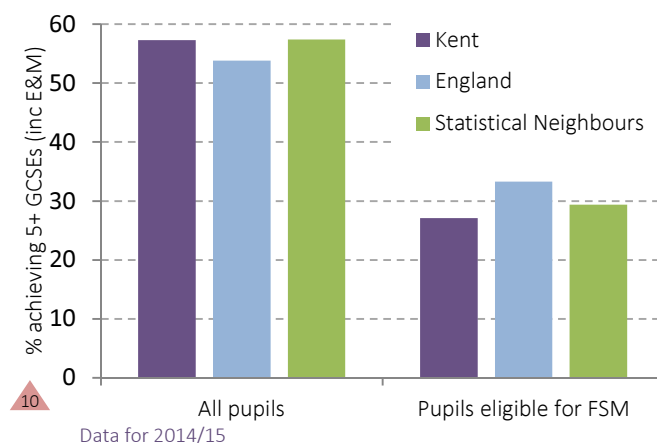 % achieving 5+ GCSEs (inc E&M)
60
50
40
30
20
10
0
Kent
England
Statistical Neighbours
All pupils
Pupils eligible for FSM
10
Data for 2014/15